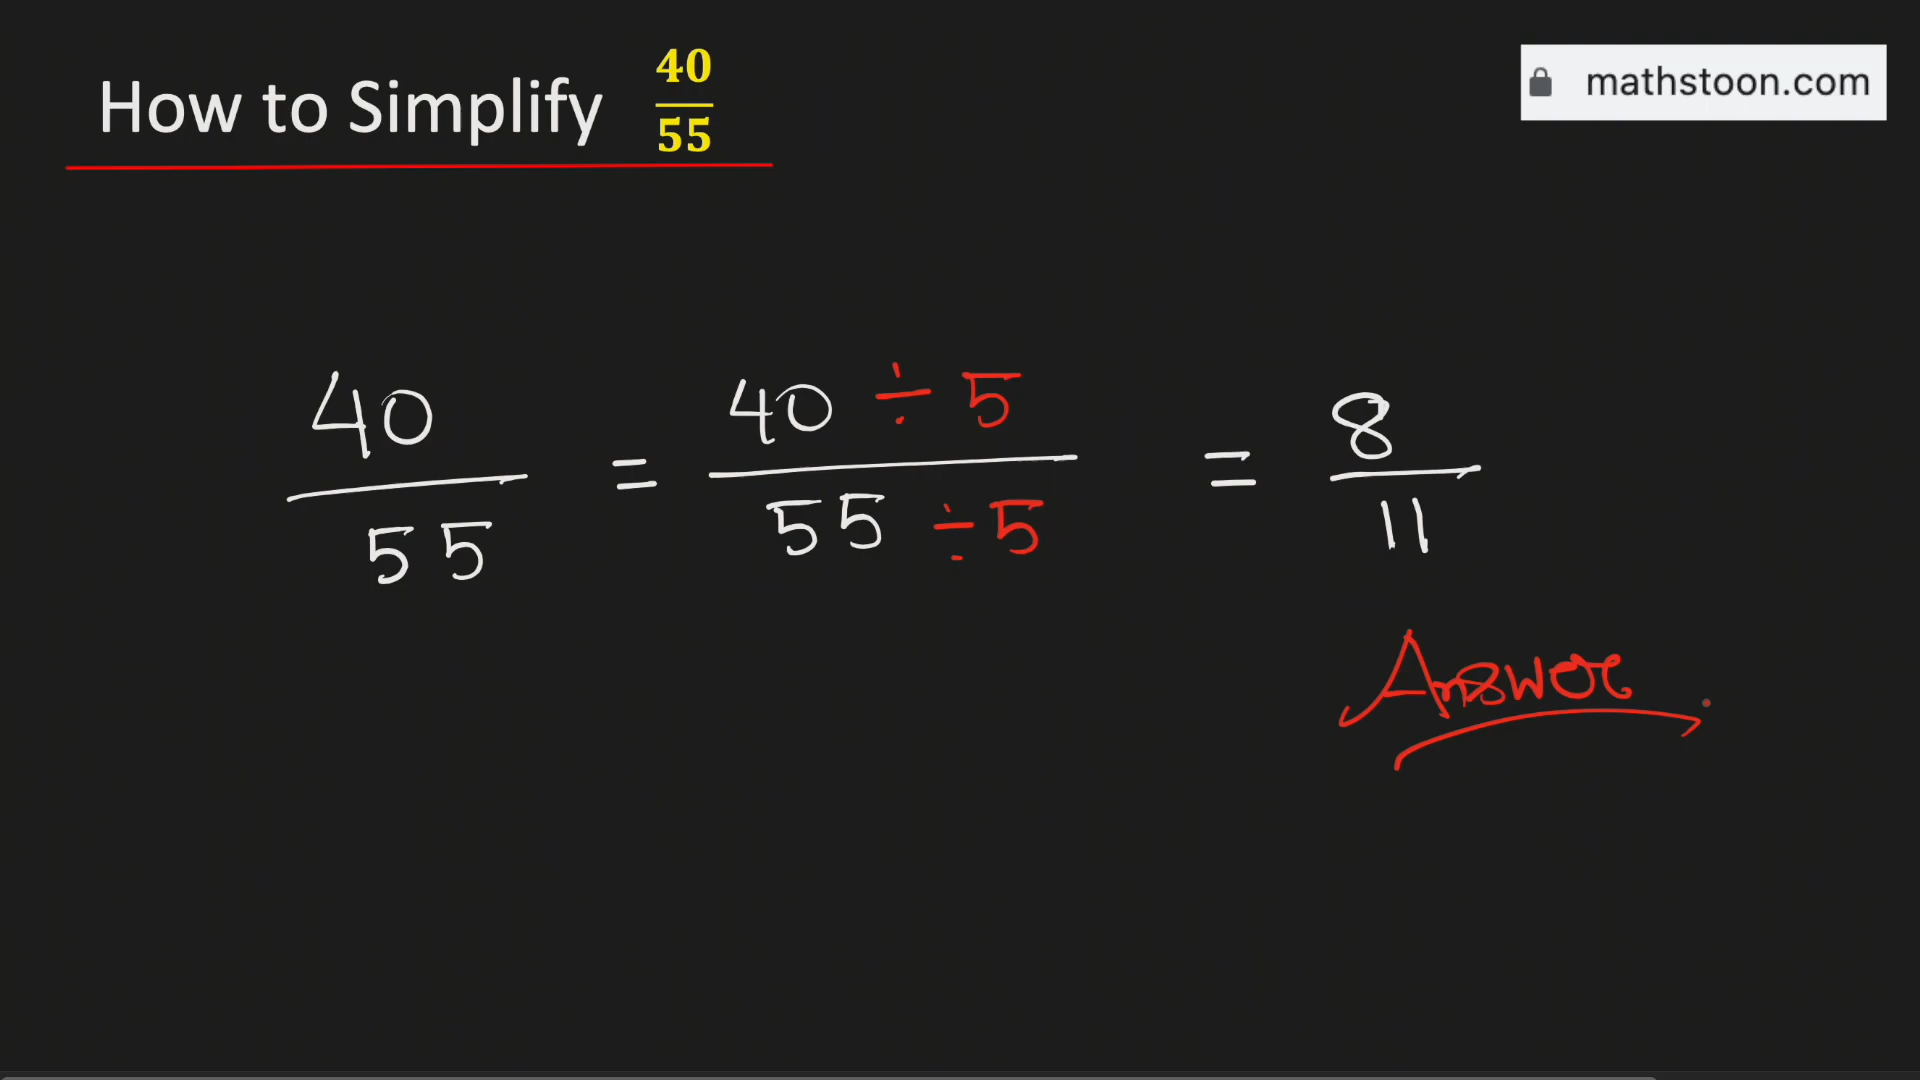 How to Simplify 40/55
mathstoon.com
40/55 = 40 ÷ 5/55 ÷ 5 = 8/11
Answer